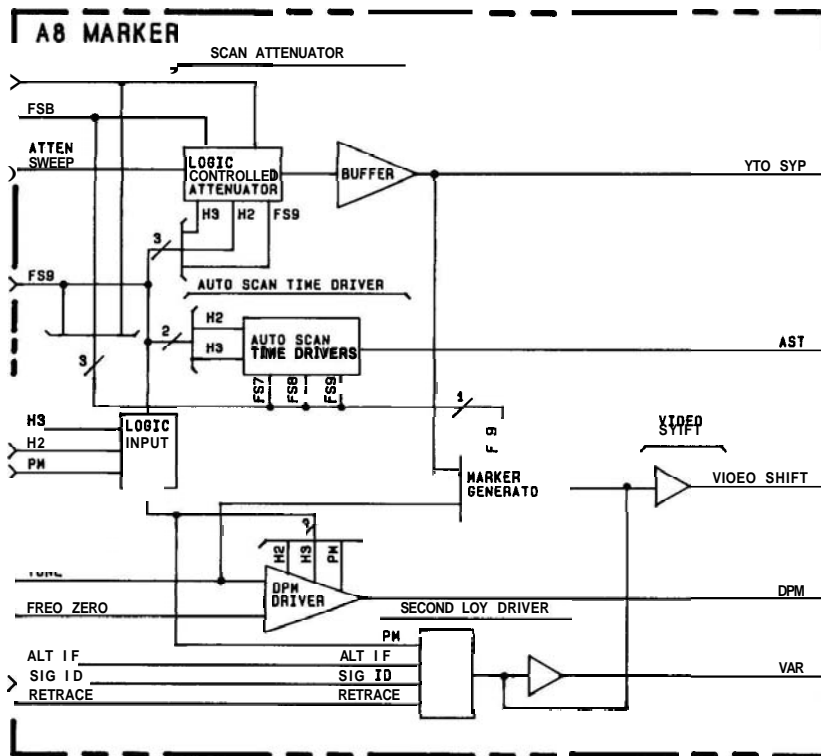 A8 MARKER
SCAN ATTENUATOR
FSB
ATTEN
SWEEP
LOGIC
CONTROLLED
ATTENUATOR
BUFFER
YTO SYP
H3
H2
FS9
3
FS9
AUTO SCAN TIME DRIVER
H2
2
AUTO SCAN
TIME DRIVERS
H3
AST
3
FS7
FS8
FS9
1
F 9
H3
LOGIC
H2
INPUT
PM
VIDEO
SYIFT
MARKER
GENERATO
VIOEO SHIFT
H2
H3
PM
DPM
DRIVER
DPM
FREO ZERO
SECOND LOY DRIVER
PM
ALT IF
ALT IF
SIG ID
SIG ID
RETRACE
RETRACE
VAR